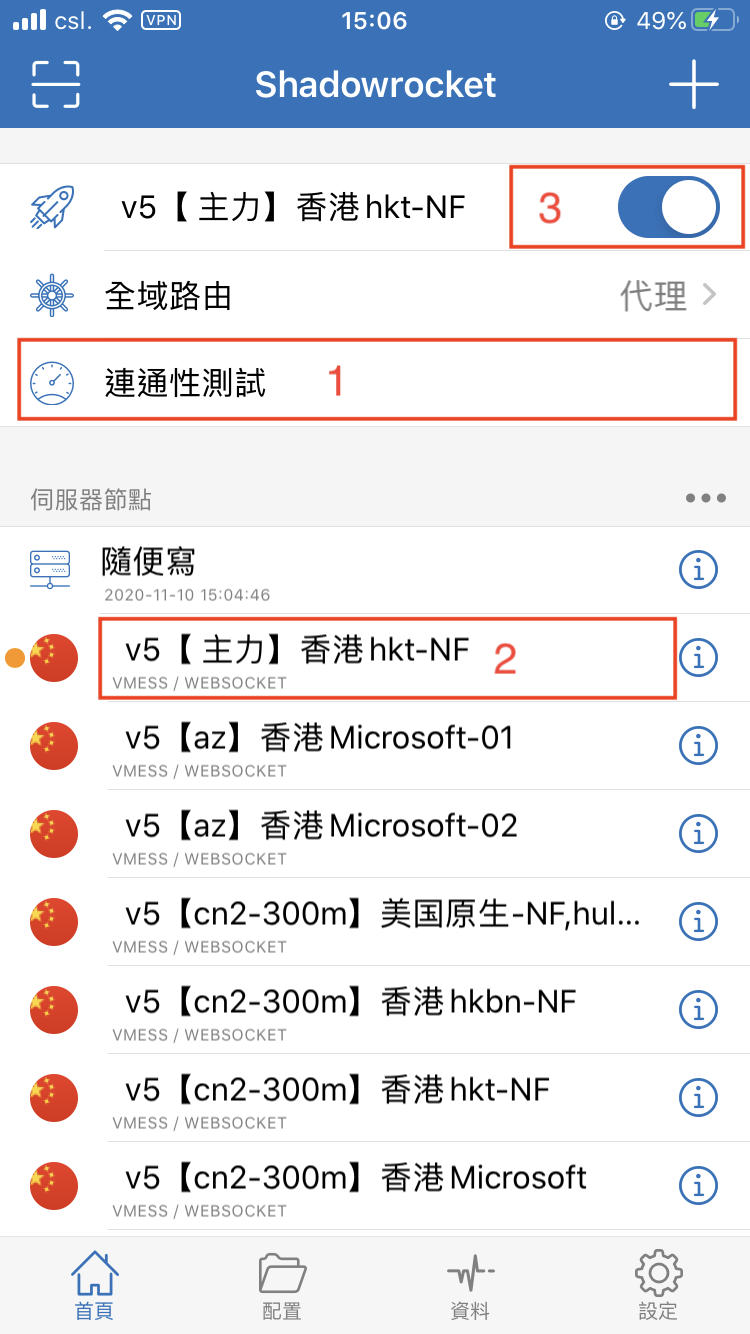 csl. VPN 15:06 49%
Shadowrocket
v5【 主力】香港hkt-NF 3
全域路由 代理
連通性測試 1
伺服器節點
隨便寫
2020-11-10 15:04:46
v5【 主力】香港hkt-NF 2
VMESS / WEBSOCKET
v5【az】香港Microsoft-01
VMESS / WEBSOCKET
v5【az】香港Microsoft-02
VMESS / WEBSOCKET
v5【cn2-300m】美国原生-NF,hul...
VMESS / WEBSOCKET
v5【cn2-300m】香港hkbn-NF
VMESS / WEBSOCKET
v5【cn2-300m】香港hkt-NF
VMESS / WEBSOCKET
v5【cn2-300m】香港Microsoft
VMESS / WEBSOCKET
首頁 配置 資料 設定